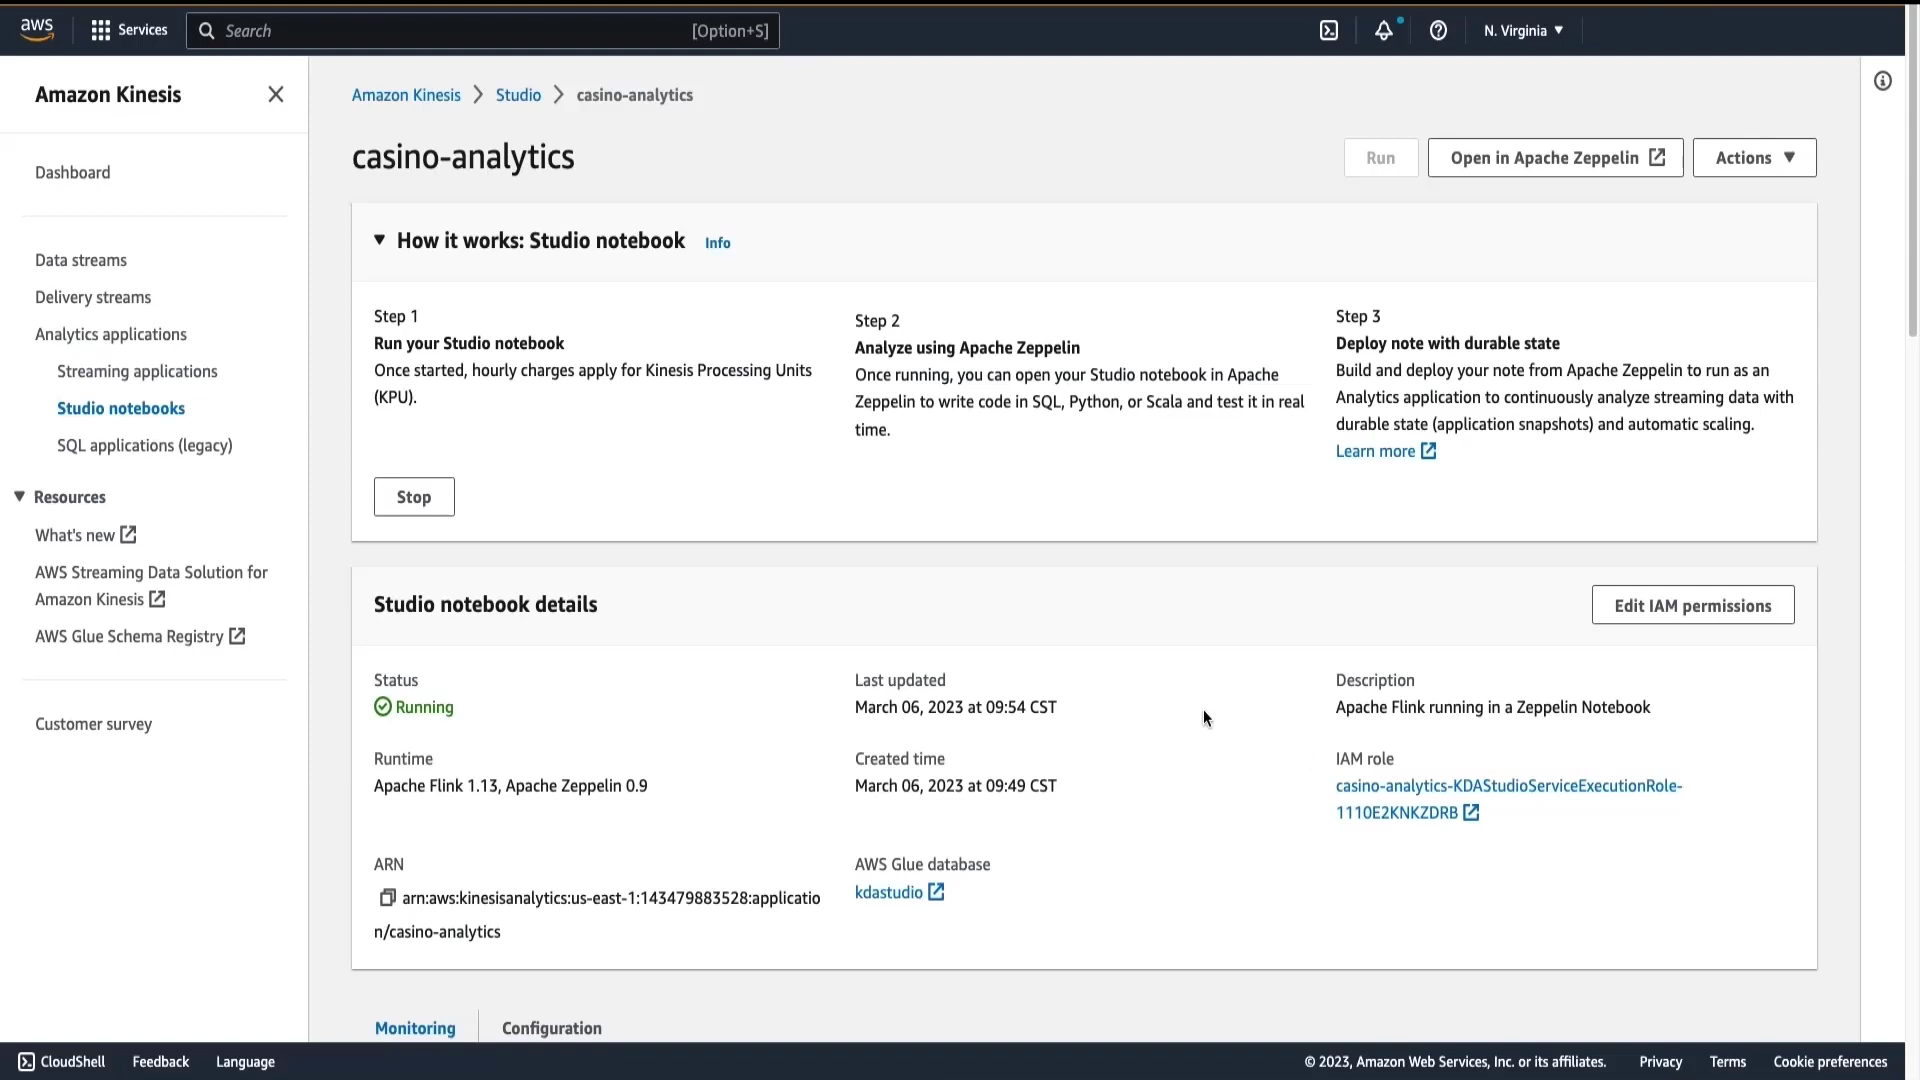 aws
Services
Search
[Option+S]
N. Virginia
Amazon Kinesis
Dashboard
Data streams
Delivery streams
Analytics applications
Streaming applications
Studio notebooks
SQL applications (legacy)
Resources
What's new
AWS Streaming Data Solution for
Amazon Kinesis
AWS Glue Schema Registry
Customer survey
Amazon Kinesis
Studio
casino-analytics
casino-analytics
Run
Open in Apache Zeppelin
Actions
How it works: Studio notebook
Info
Step 1
Run your Studio notebook
Once started, hourly charges apply for Kinesis Processing Units
(KPU).
Stop
Step 2
Analyze using Apache Zeppelin
Once running, you can open your Studio notebook in Apache
Zeppelin to write code in SQL, Python, or Scala and test it in real
time.
Step 3
Deploy note with durable state
Build and deploy your note from Apache Zeppelin to run as an
Analytics application to continuously analyze streaming data with
durable state (application snapshots) and automatic scaling.
Learn more
Studio notebook details
Edit IAM permissions
Status
Running
Last updated
March 06, 2023 at 09:54 CST
Description
Apache Flink running in a Zeppelin Notebook
Runtime
Apache Flink 1.13, Apache Zeppelin 0.9
Created time
March 06, 2023 at 09:49 CST
IAM role
casino-analytics-KDAStudioServiceExecutionRole-
1110E2KNKZDRB
ARN
arn:aws:kinesisanalytics:us-east-1:143479883528:applicatio
n/casino-analytics
AWS Glue database
kdastudio
Monitoring
Configuration
CloudShell
Feedback
Language
© 2023, Amazon Web Services, Inc. or its affiliates.
Privacy
Terms
Cookie preferences